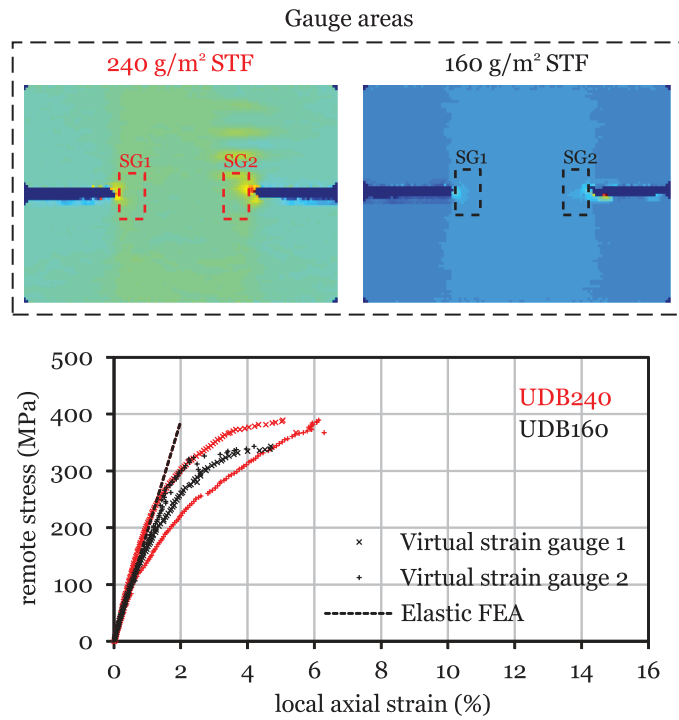 Gauge areas
240 g/m² STF
160 g/m² STF
SG1
SG2
SG1
SG2
500
400
300
200
100
0
remote stress (MPa)
UDB240
UDB160
Virtual strain gauge 1
Virtual strain gauge 2
Elastic FEA
0 2 4 6 8 10 12 14 16
local axial strain (%)